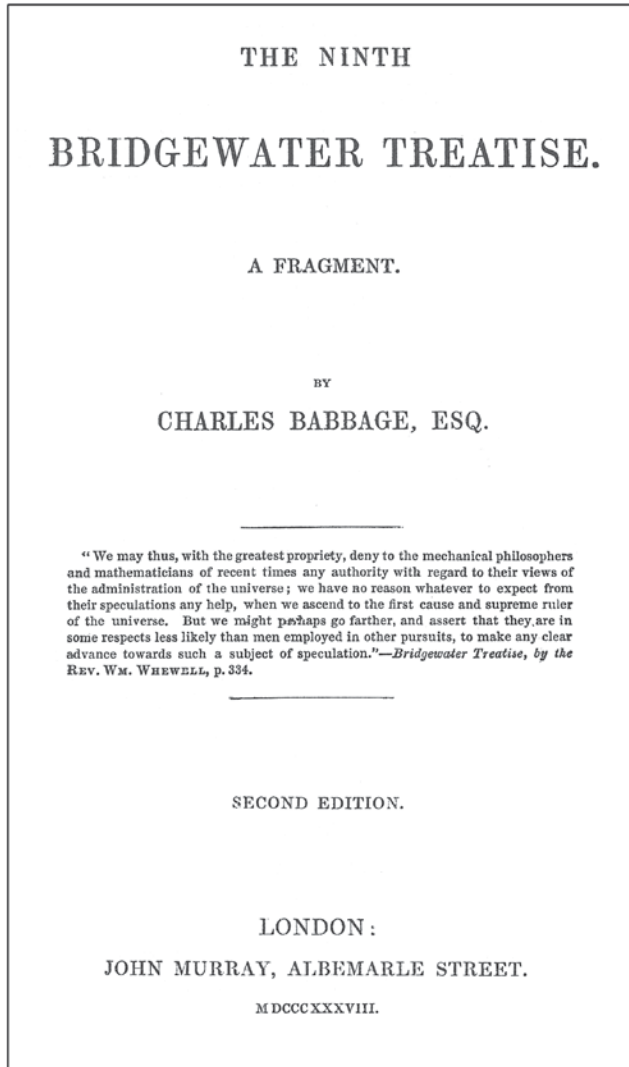 THE NINTH
BRIDGEWATER TREATISE.
A FRAGMENT.
BY
CHARLES BABBAGE, ESQ.
“ We may thus, with the greatest propriety, deny to the mechanical philosophers
and mathematicians of recent times any authority with regard to their views of
the administration of the universe ; we have no reason whatever to expect from
their speculations any help, when we ascend to the first cause and supreme ruler
of the universe. But we might perhaps go farther, and assert that they are in
some respects less likely than men employed in other pursuits, to make any clear
advance towards such a subject of speculation.”—Bridgewater Treatise, by the
REV. WM. WHEWELL, p. 334.
SECOND EDITION.
LONDON :
JOHN MURRAY, ALBEMARLE STREET.
MDCCCXXXVIII.